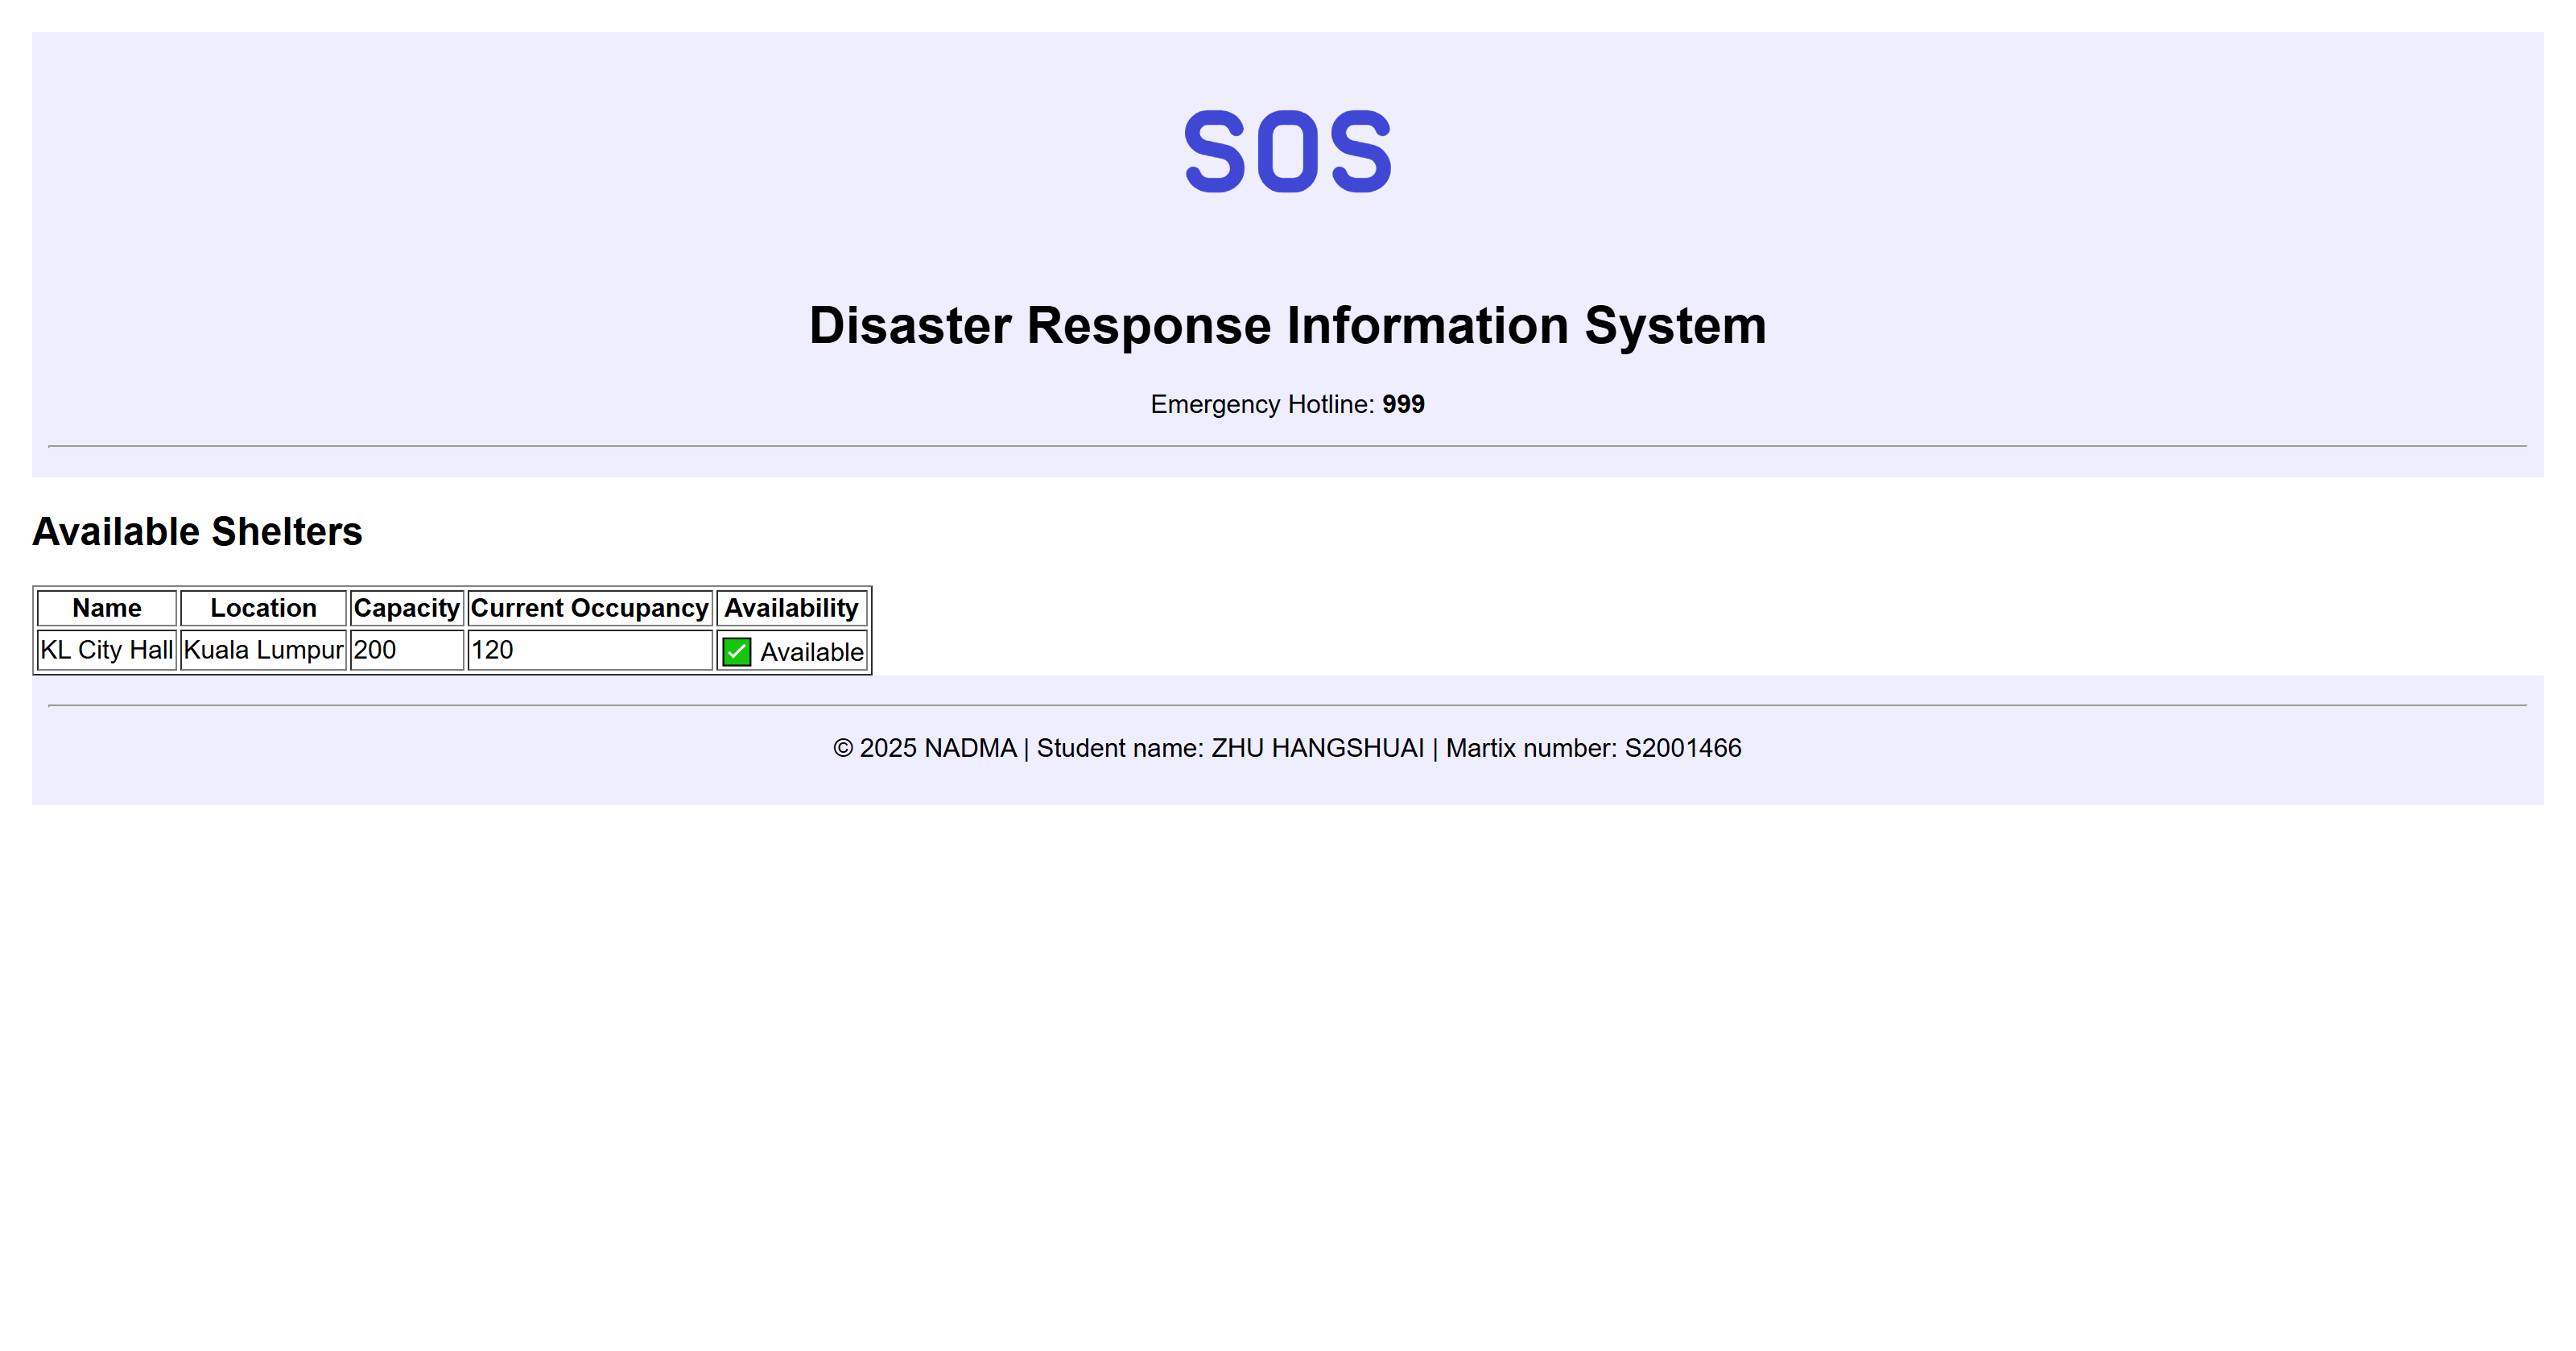 SOS
Disaster Response Information System
Emergency Hotline: 999
Available Shelters
Name Location Capacity Current Occupancy Availability
KL City Hall Kuala Lumpur 200 120 ✅ Available
© 2025 NADMA | Student name: ZHU HANGSHUAI | Martix number: S2001466